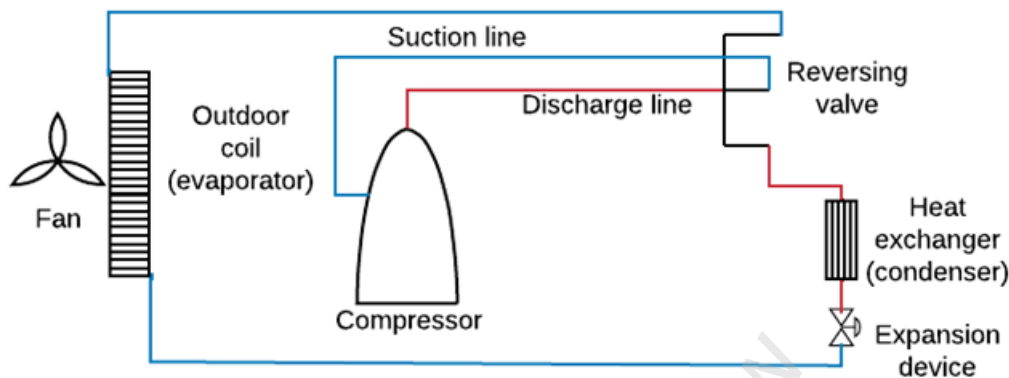 Suction line
Reversing
valve
Discharge line
Outdoor
coil
(evaporator)
Fan
Heat
exchanger
(condenser)
Compressor
Expansion
device